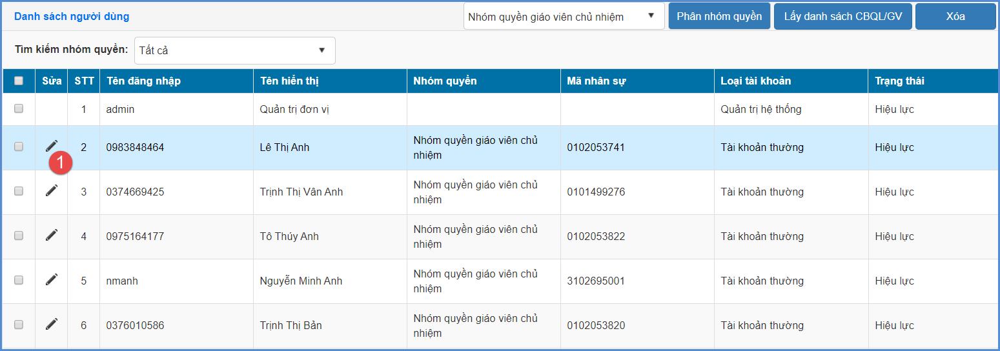 Danh sách người dùng
Nhóm quyền giáo viên chủ nhiệm
Phân nhóm quyền
Lấy danh sách CBQL/GV
Xóa
Tìm kiếm nhóm quyền: Tất cả
Sửa STT Tên đăng nhập Tên hiển thị Nhóm quyền Mã nhân sự Loại tài khoản Trạng thái
1 admin Quản trị đơn vị Quản trị hệ thống Hiệu lực
2 0983848464 Lê Thị Anh Nhóm quyền giáo viên chủ
nhiệm 0102053741 Tài khoản thường Hiệu lực
1
3 0374669425 Trịnh Thị Vân Anh Nhóm quyền giáo viên chủ
nhiệm 0101499276 Tài khoản thường Hiệu lực
4 0975164177 Tô Thúy Anh Nhóm quyền giáo viên chủ
nhiệm 0102053822 Tài khoản thường Hiệu lực
5 nmanh Nguyễn Minh Anh Nhóm quyền giáo viên chủ
nhiệm 3102695001 Tài khoản thường Hiệu lực
6 0376010586 Trịnh Thị Bản Nhóm quyền giáo viên chủ
nhiệm 0102053820 Tài khoản thường Hiệu lực